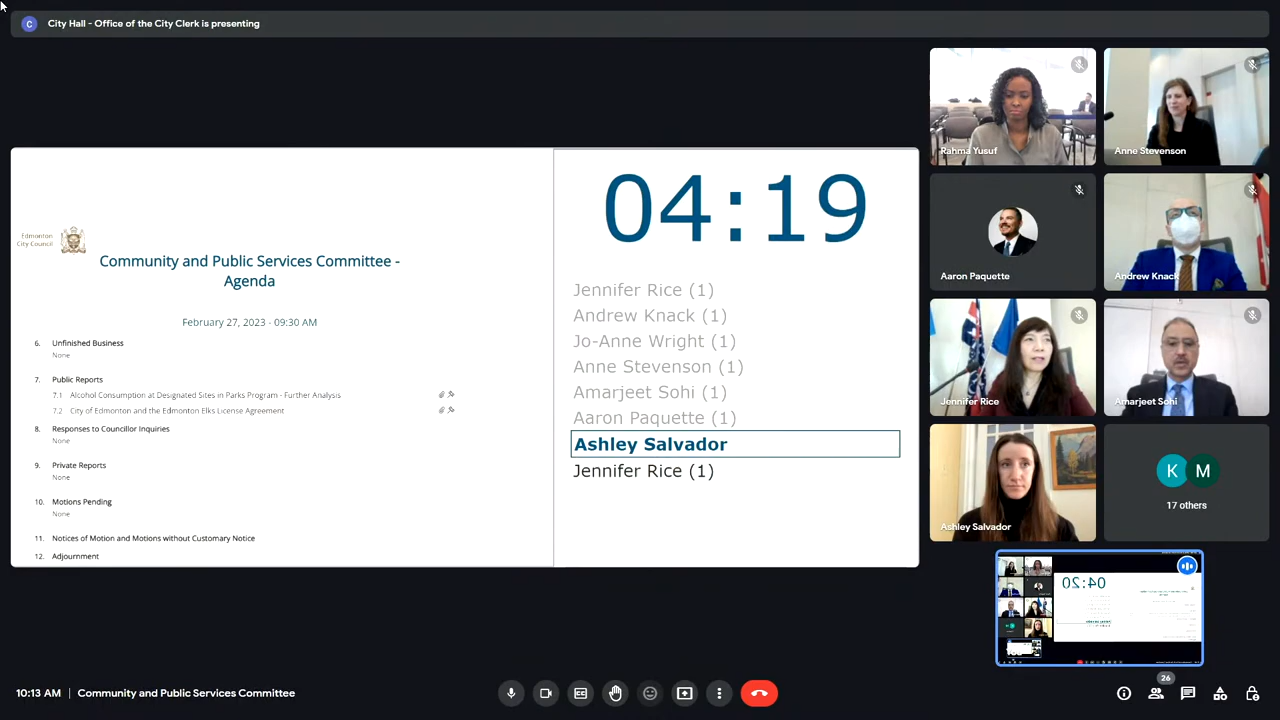 C
City Hall - Office of the City Clerk is presenting
Edmonton
City Council
Community and Public Services Committee -
Agenda
February 27, 2023 - 09:30 AM
6. Unfinished Business
None
7. Public Reports
7.1 Alcohol Consumption at Designated Sites in Parks Program - Further Analysis
7.2 City of Edmonton and the Edmonton Elks License Agreement
8. Responses to Councillor Inquiries
None
9. Private Reports
None
10. Motions Pending
None
11. Notices of Motion and Motions without Customary Notice
12. Adjournment
04:19
Jennifer Rice (1)
Andrew Knack (1)
Jo-Anne Wright (1)
Anne Stevenson (1)
Amarjeet Sohi (1)
Aaron Paquette (1)
Ashley Salvador
Jennifer Rice (1)
Rahma Yusuf
Anne Stevenson
Aaron Paquette
Andrew Knack
Jennifer Rice
Amarjeet Sohi
Ashley Salvador
K M
17 others
04:20
10:13 AM | Community and Public Services Committee
26